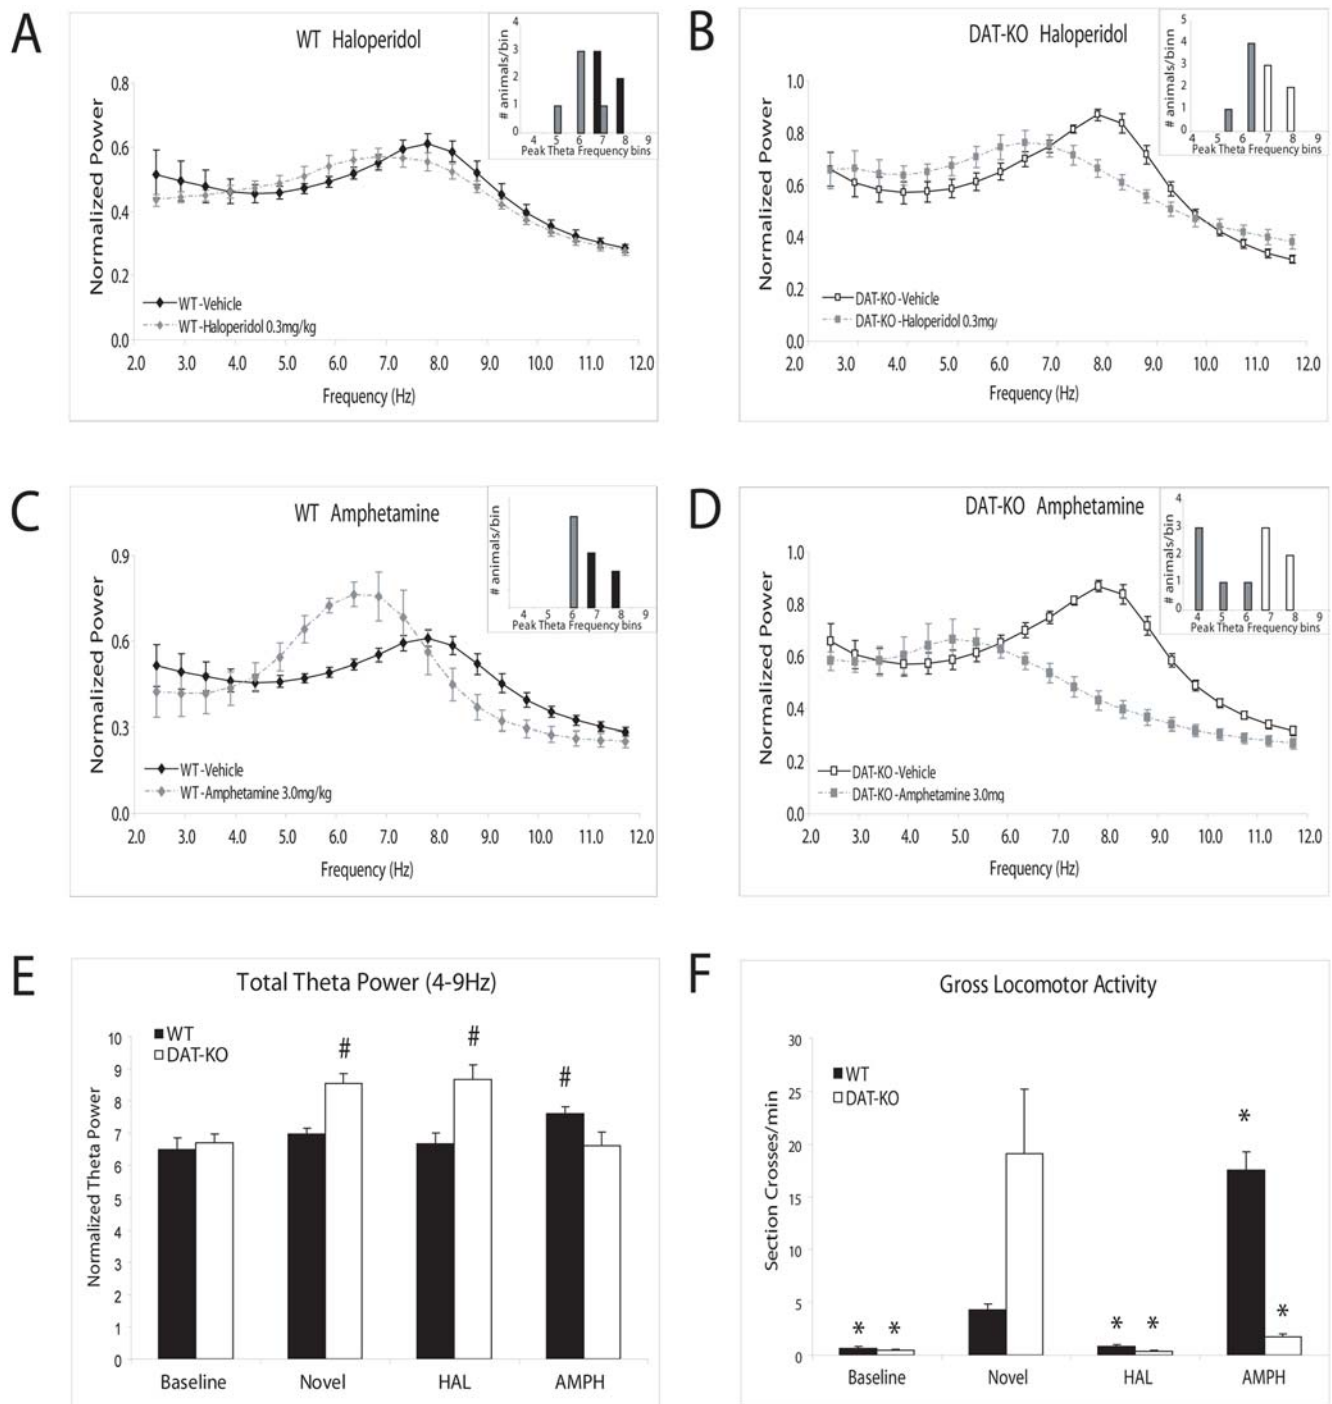 A
WT Haloperidol
# animals/bin
4
3
2
1
0
4 5 6 7 8 9
Peak Theta Frequency bins
Normalized Power
0.8
0.6
0.4
0.2
0.0
WT-Vehicle
WT-Haloperidol 0.3mg/kg
2.0 3.0 4.0 5.0 6.0 7.0 8.0 9.0 10.0 11.0 12.0
Frequency (Hz)
B
DAT-KO Haloperidol
# animals/binn
5
4
3
2
1
0
4 5 6 7 8 9
Peak Theta Frequency bins
Normalized Power
1.0
0.8
0.6
0.4
0.2
0.0
DAT-KO-Vehicle
DAT-KO-Haloperidol 0.3mg/
2.0 3.0 4.0 5.0 6.0 7.0 8.0 9.0 10.0 11.0 12.0
Frequency (Hz)
C
WT Amphetamine
# animals/bin
4 5 6 7 8 9
Peak Theta Frequency bins
Normalized Power
0.9
0.6
0.3
0.0
WT-Vehicle
WT-Amphetamine 3.0mg/kg
2.0 3.0 4.0 5.0 6.0 7.0 8.0 9.0 10.0 11.0 12.0
Frequency (Hz)
D
DAT-KO Amphetamine
# animals/bin
4
3
2
1
0
4 5 6 7 8 9
Peak Theta Frequency bins
Normalized Power
1.0
0.8
0.6
0.4
0.2
0.0
DAT-KO-Vehicle
DAT-KO-Amphetamine 3.0mg
2.0 3.0 4.0 5.0 6.0 7.0 8.0 9.0 10.0 11.0 12.0
Frequency (Hz)
E
Total Theta Power (4-9Hz)
WT
DAT-KO
# # #
Normalized Theta Power
10
9
8
7
6
5
4
3
2
1
0
Baseline Novel HAL AMPH
F
Gross Locomotor Activity
WT
DAT-KO
Section Crosses/min
30
25
20
15
10
5
0
* * * * * *
Baseline Novel HAL AMPH